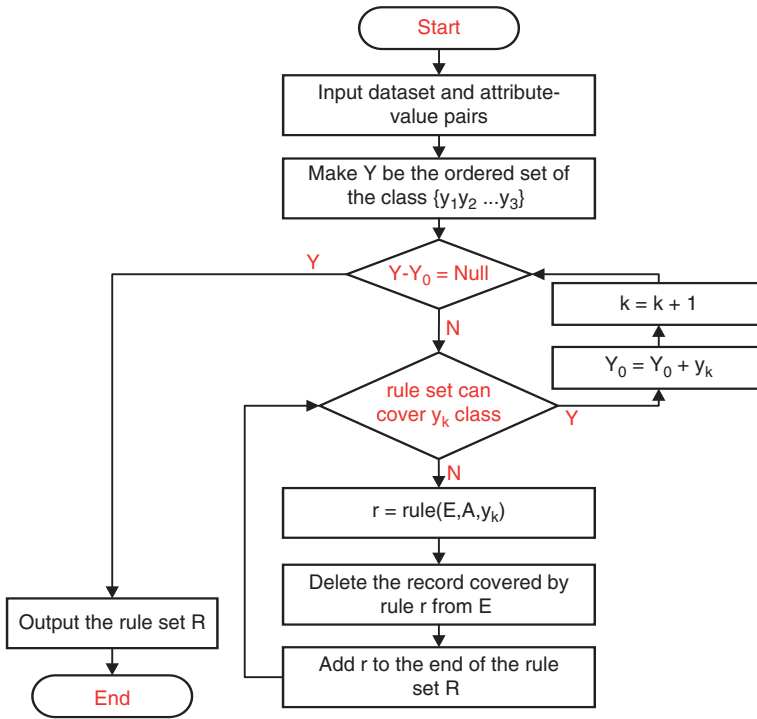 Start
Input dataset and attribute-
value pairs
Make Y be the ordered set of
the class {y₁y₂ ...y₃}
Y
Y-Y₀ = Null
k = k + 1
N
Y₀ = Y₀ + yₖ
rule set can
cover yₖ class
Y
N
r = rule(E,A,yₖ)
Delete the record covered by
rule r from E
Output the rule set R
Add r to the end of the rule
set R
End